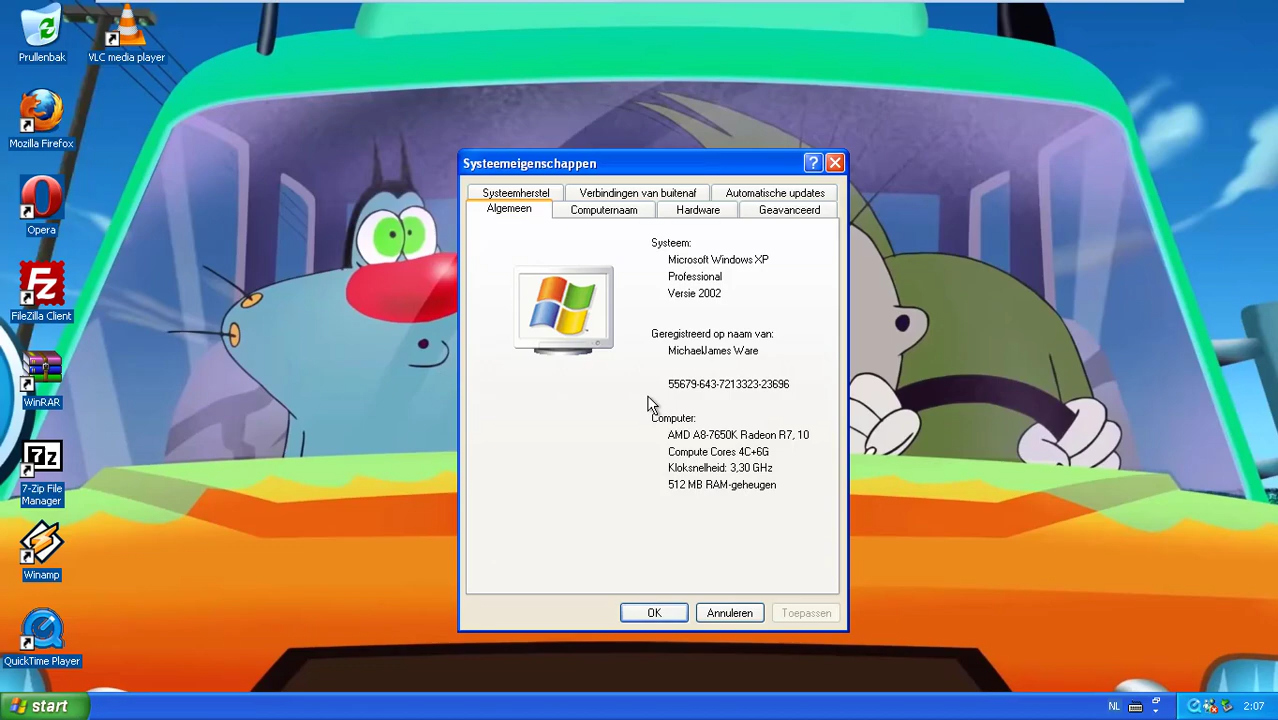 Prullenbak
VLC media player
Mozilla Firefox
Opera
FileZilla Client
WinRAR
7-Zip File
Manager
Winamp
QuickTime Player
Systeemeigenschappen
Systeemherstel
Verbindingen van buitenaf
Automatische updates
Algemeen
Computernaam
Hardware
Geavanceerd
Systeem:
Microsoft Windows XP
Professional
Versie 2002
Geregistreerd op naam van:
MichaelJames Ware
55679-643-7213323-23696
Computer:
AMD A8-7650K Radeon R7, 10
Compute Cores 4C+6G
Kloksnelheid: 3,30 GHz
512 MB RAM-geheugen
OK
Annuleren
Toepassen
start
NL
2:07